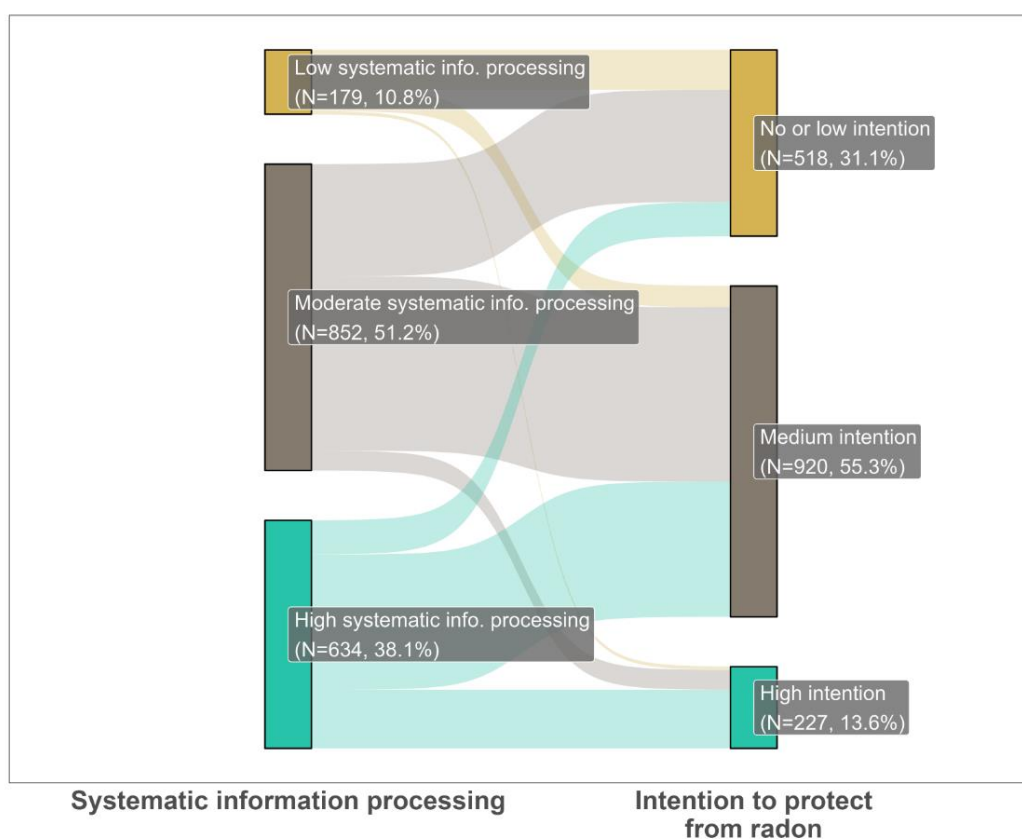 Low systematic info. processing
(N=179, 10.8%)
No or low intention
(N=518, 31.1%)
Moderate systematic info. processing
(N=852, 51.2%)
Medium intention
(N=920, 55.3%)
High systematic info. processing
(N=634, 38.1%)
High intention
(N=227, 13.6%)
Systematic information processing
Intention to protect
from radon